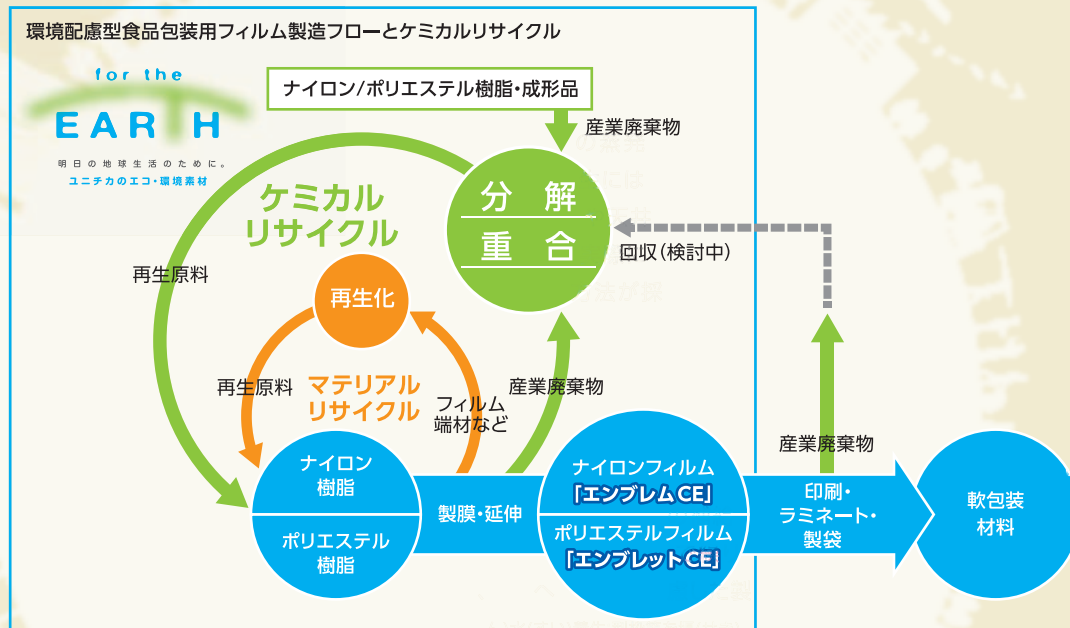 環境配慮型食品包装用フィルム製造フローとケミカルリサイクル
for the
EARTH
明日の地球生活のために。
ユニチカのエコ・環境素材
ナイロン/ポリエステル樹脂・成形品
産業廃棄物
分 解
重 合
回収(検討中)
ケミカル
リサイクル
再生原料
再生化
再生原料
マテリアル
リサイクル
フィルム
端材など
産業廃棄物
産業廃棄物
ナイロン
樹脂
ポリエステル
樹脂
製膜・延伸
ナイロンフィルム
「エンブレムCE」
ポリエステルフィルム
「エンブレットCE」
印刷・
ラミネート・
製袋
軟包装
材料